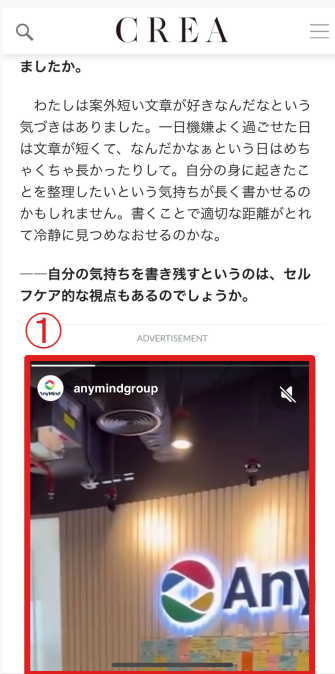 CREA
ましたか。
わたしは案外短い文章が好きなんだなという
気づきはありました。一日機嫌よく過ごせた日
は文章が短くて、なんだかなぁという日はめち
ゃくちゃ長かったりして。自分の身に起きたこ
とを整理したいという気持ちが長く書かせるの
かもしれません。書くことで適切な距離がとれ
て冷静に見つめなおせるのかな。
──自分の気持ちを書き残すというのは、セル
フケア的な視点もあるのでしょうか。
①
ADVERTISEMENT
AnyMind
anymindgroup
Any